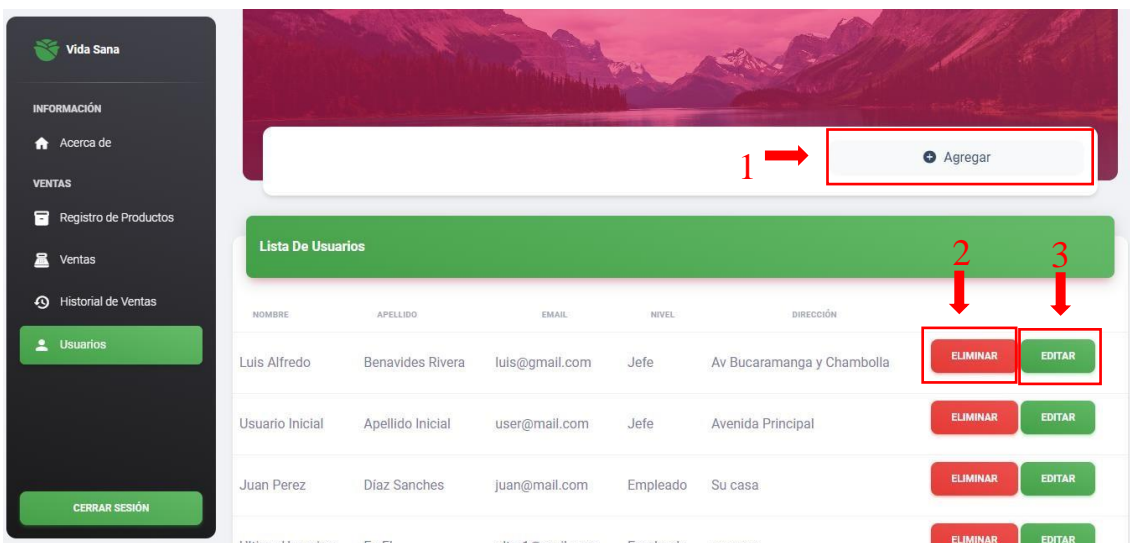 Vida Sana
INFORMACIÓN
Acerca de
VENTAS
Registro de Productos
Ventas
Historial de Ventas
Usuarios
CERRAR SESIÓN
1
Agregar
Lista De Usuarios
2 3
NOMBRE APELLIDO EMAIL NIVEL DIRECCIÓN
Luis Alfredo Benavides Rivera luis@gmail.com Jefe Av Bucaramanga y Chambolla ELIMINAR EDITAR
Usuario Inicial Apellido Inicial user@mail.com Jefe Avenida Principal ELIMINAR EDITAR
Juan Perez Díaz Sanches juan@mail.com Empleado Su casa ELIMINAR EDITAR
ELIMINAR EDITAR